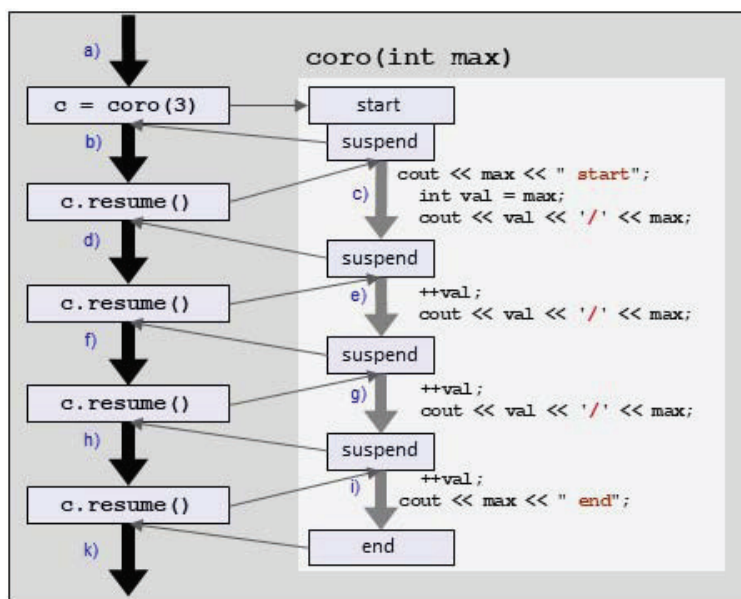 a)
coro(int max)
c = coro(3)
start
b)
suspend
cout << max << " start";
c.resume()
c)
int val = max;
cout << val << '/' << max;
d)
suspend
c.resume()
e)
++val;
cout << val << '/' << max;
f)
suspend
c.resume()
g)
++val;
cout << val << '/' << max;
h)
suspend
c.resume()
i)
++val;
cout << max << " end";
k)
end